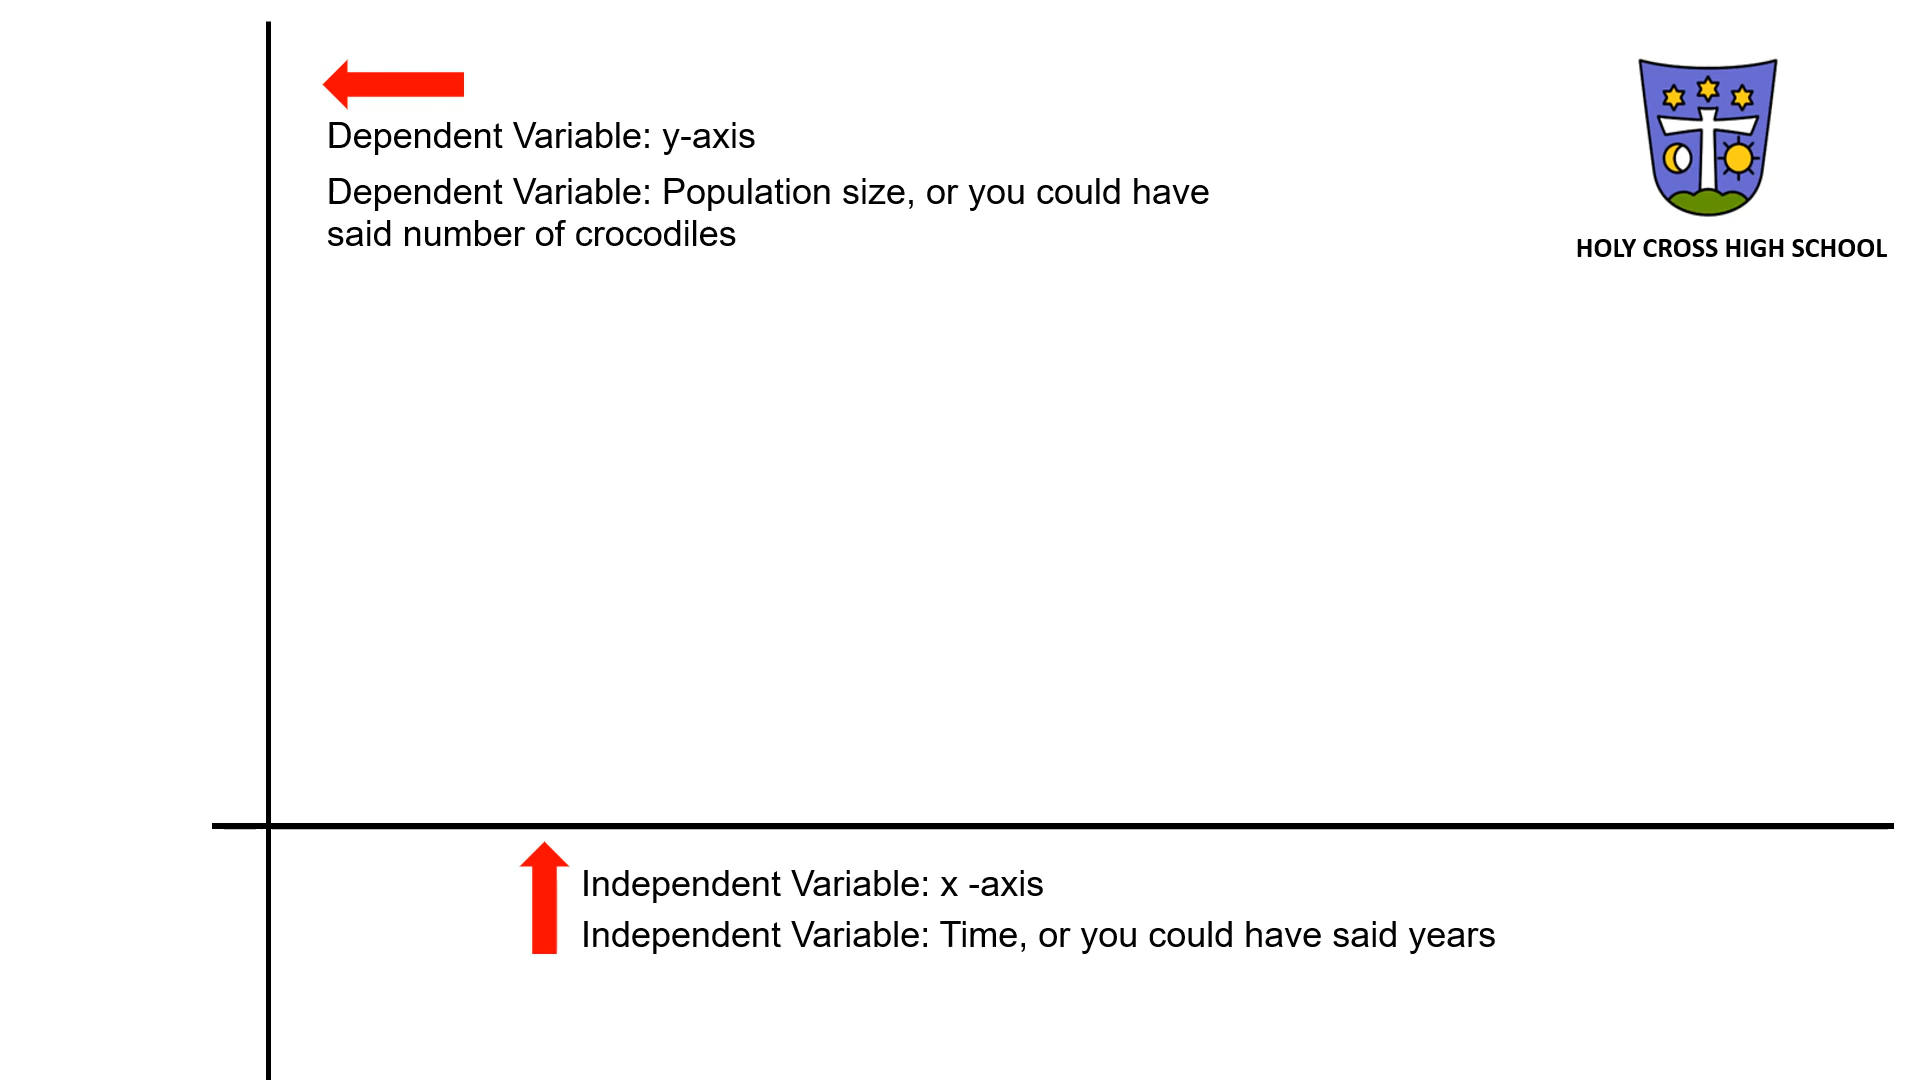 Dependent Variable: y-axis
Dependent Variable: Population size, or you could have
said number of crocodiles
HOLY CROSS HIGH SCHOOL
Independent Variable: x -axis
Independent Variable: Time, or you could have said years